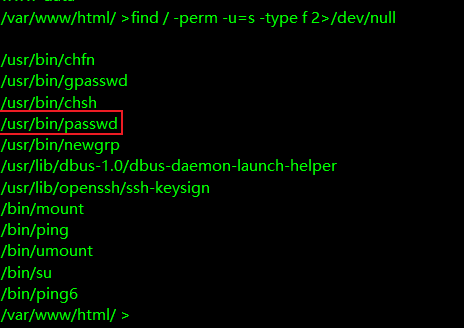 /var/www/html/ >find / -perm -u=s -type f 2>/dev/null
/usr/bin/chfn
/usr/bin/gpasswd
/usr/bin/chsh
/usr/bin/passwd
/usr/bin/newgrp
/usr/lib/dbus-1.0/dbus-daemon-launch-helper
/usr/lib/openssh/ssh-keysign
/bin/mount
/bin/ping
/bin/umount
/bin/su
/bin/ping6
/var/www/html/ >